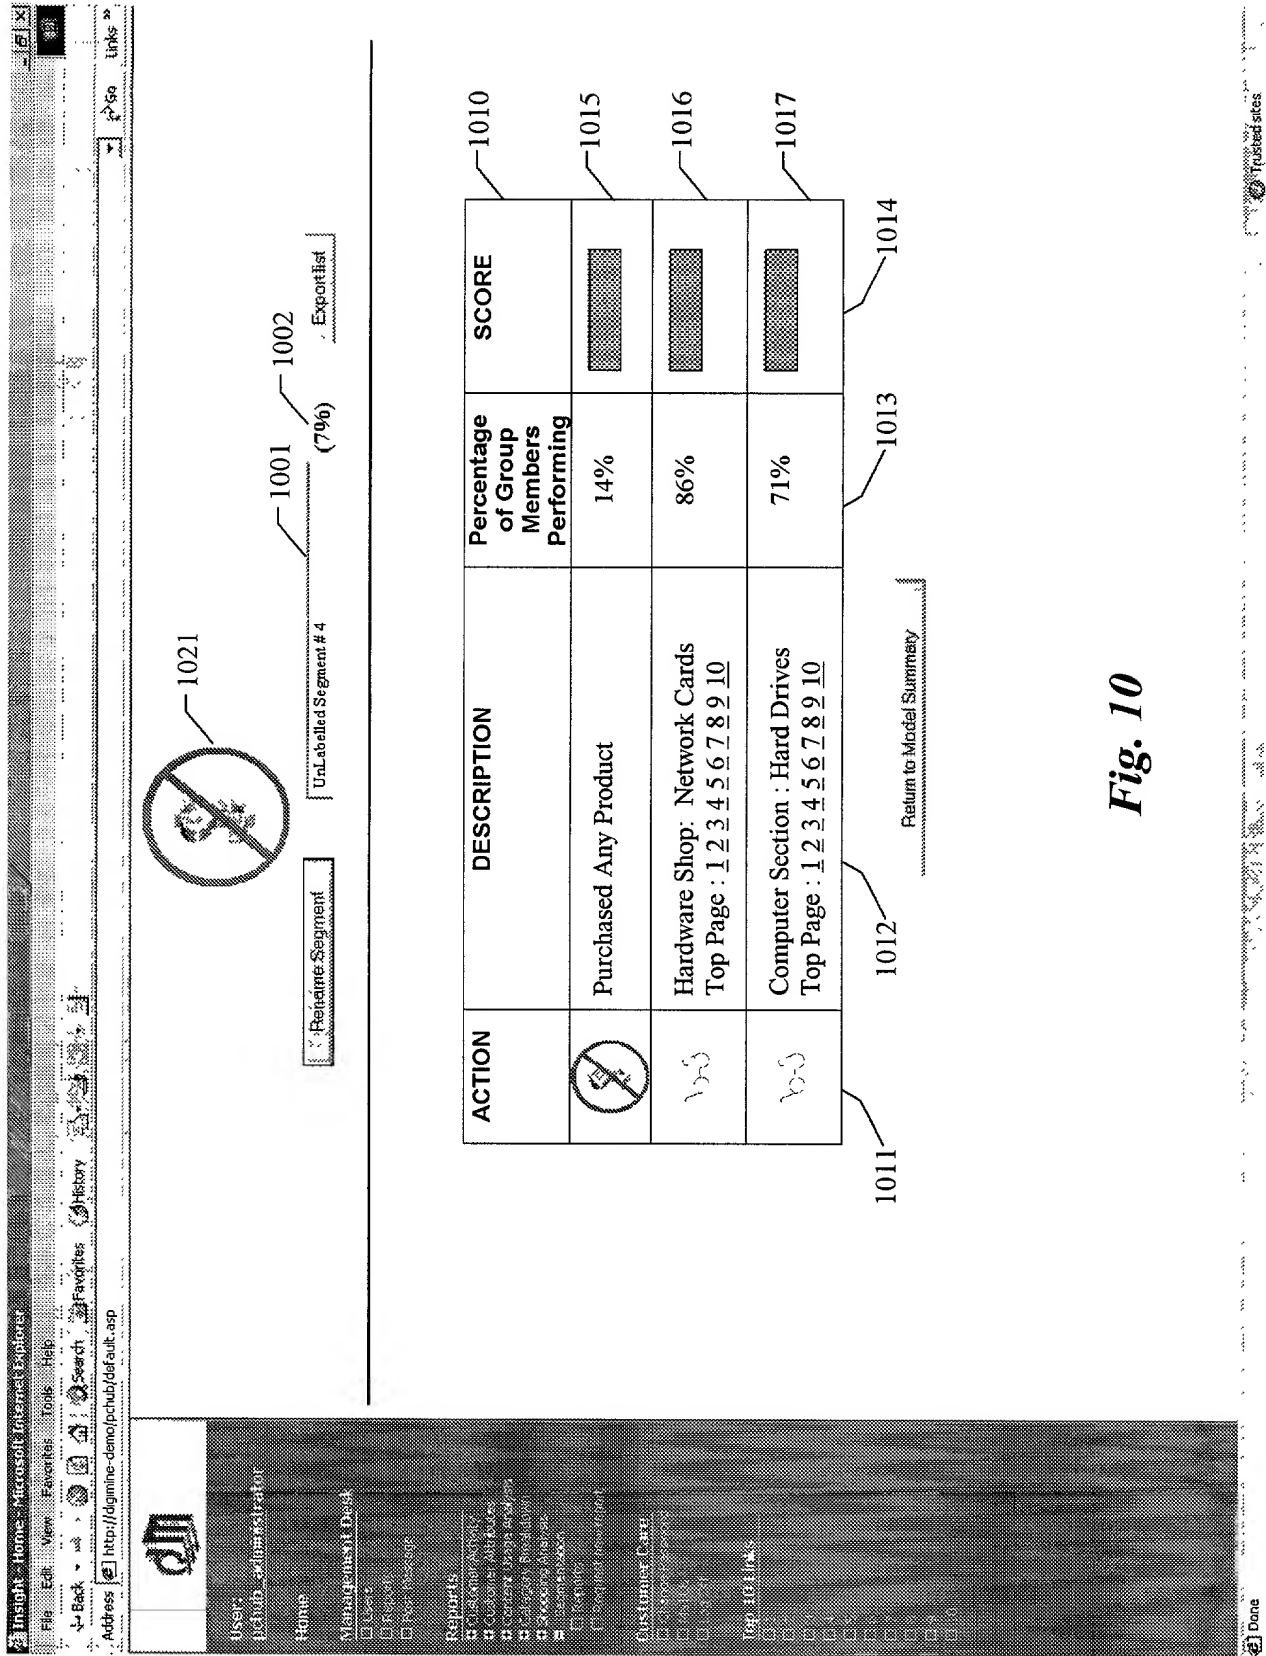 Insight - Home - Microsoft Internet Explorer
File Edit View Favorites Tools Help
Back Search Favorites History
Address http://digimine-demo/pchub/default.asp Go Links »
dm
User:
pchub_administrator
Home
Management Desk
Users
Reports
Customer Care
Top 10 Links
1021
Rename Segment
UnLabelled Segment # 4
(7%)
Export list
1001
1002
ACTION DESCRIPTION Percentage of Group Members Performing SCORE
1010
Purchased Any Product 14%
1015
Hardware Shop: Network Cards
Top Page : 1 2 3 4 5 6 7 8 9 10
86%
1016
Computer Section : Hard Drives
Top Page : 1 2 3 4 5 6 7 8 9 10
71%
1017
1011
1012
1013
1014
Return to Model Summary
Fig. 10
Done
Trusted sites